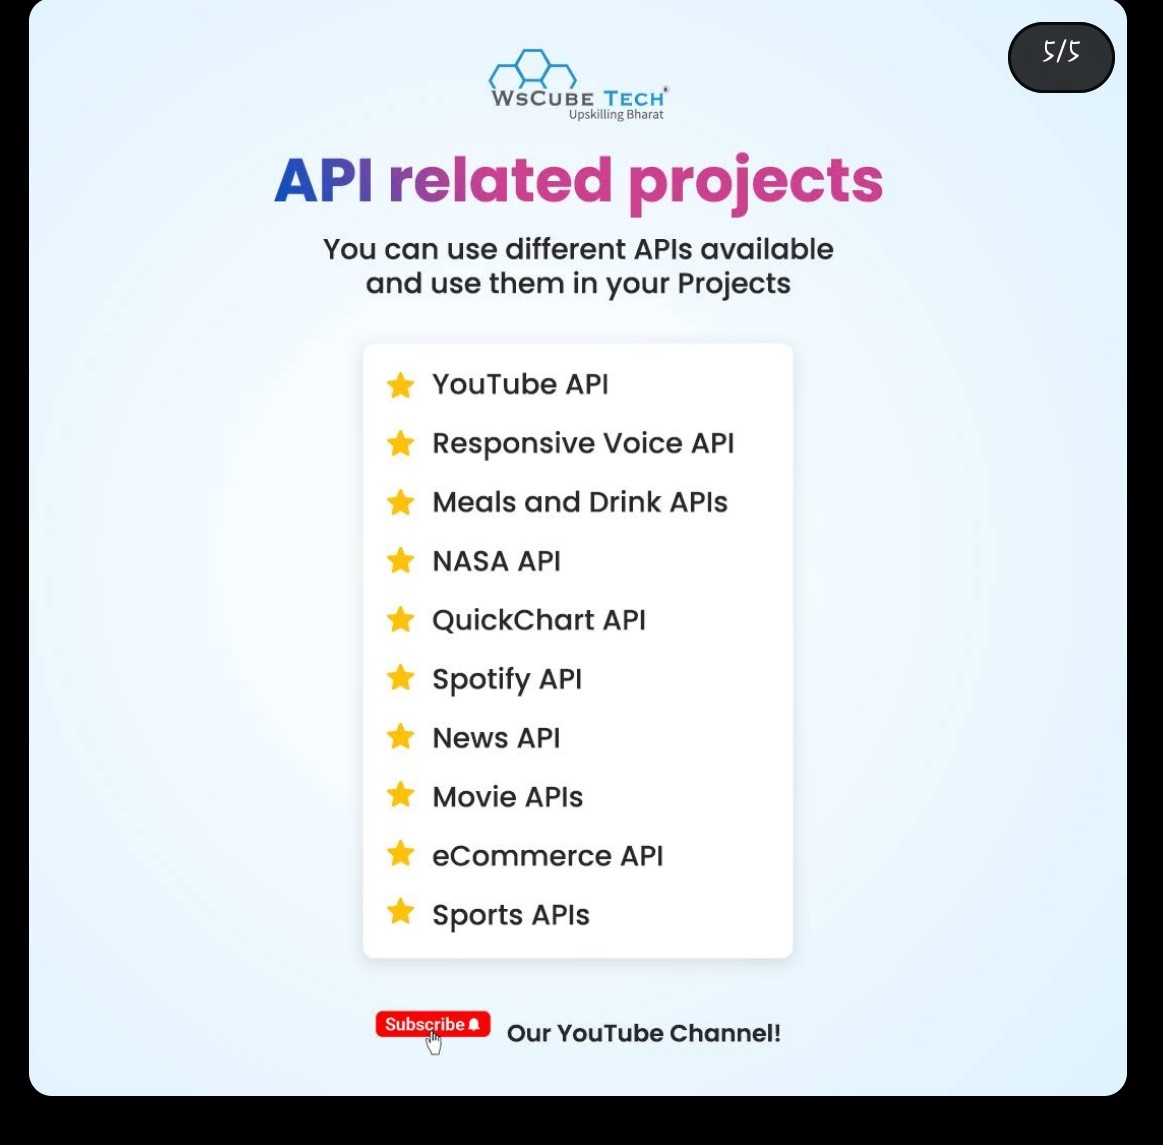 5/5
WsCube Tech®
Upskilling Bharat
API related projects
You can use different APIs available
and use them in your Projects
YouTube API
Responsive Voice API
Meals and Drink APIs
NASA API
QuickChart API
Spotify API
News API
Movie APIs
eCommerce API
Sports APIs
Subscribe
Our YouTube Channel!